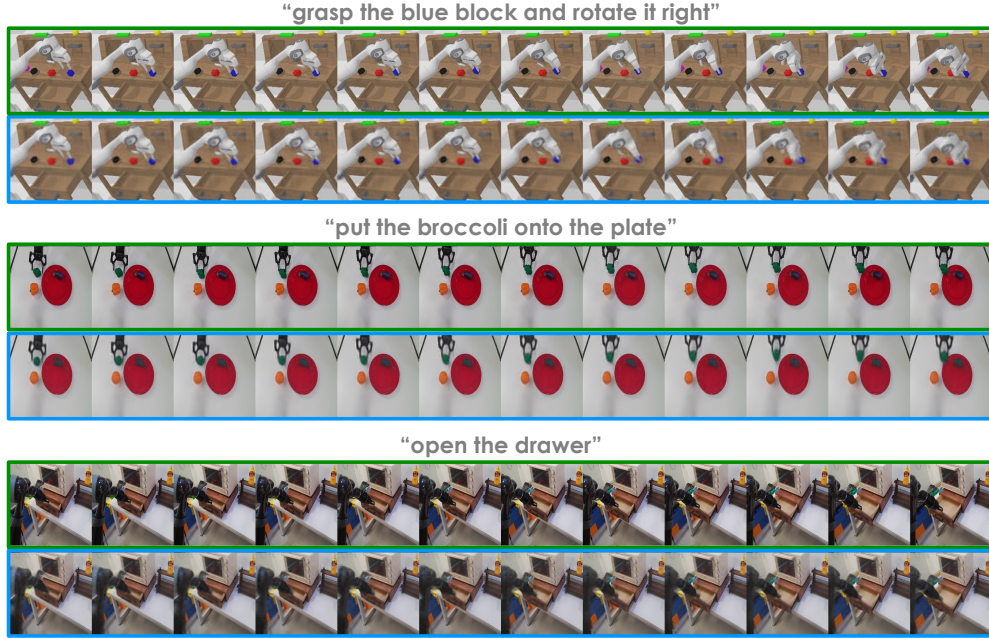 “grasp the blue block and rotate it right”
“put the broccoli onto the plate”
“open the drawer”